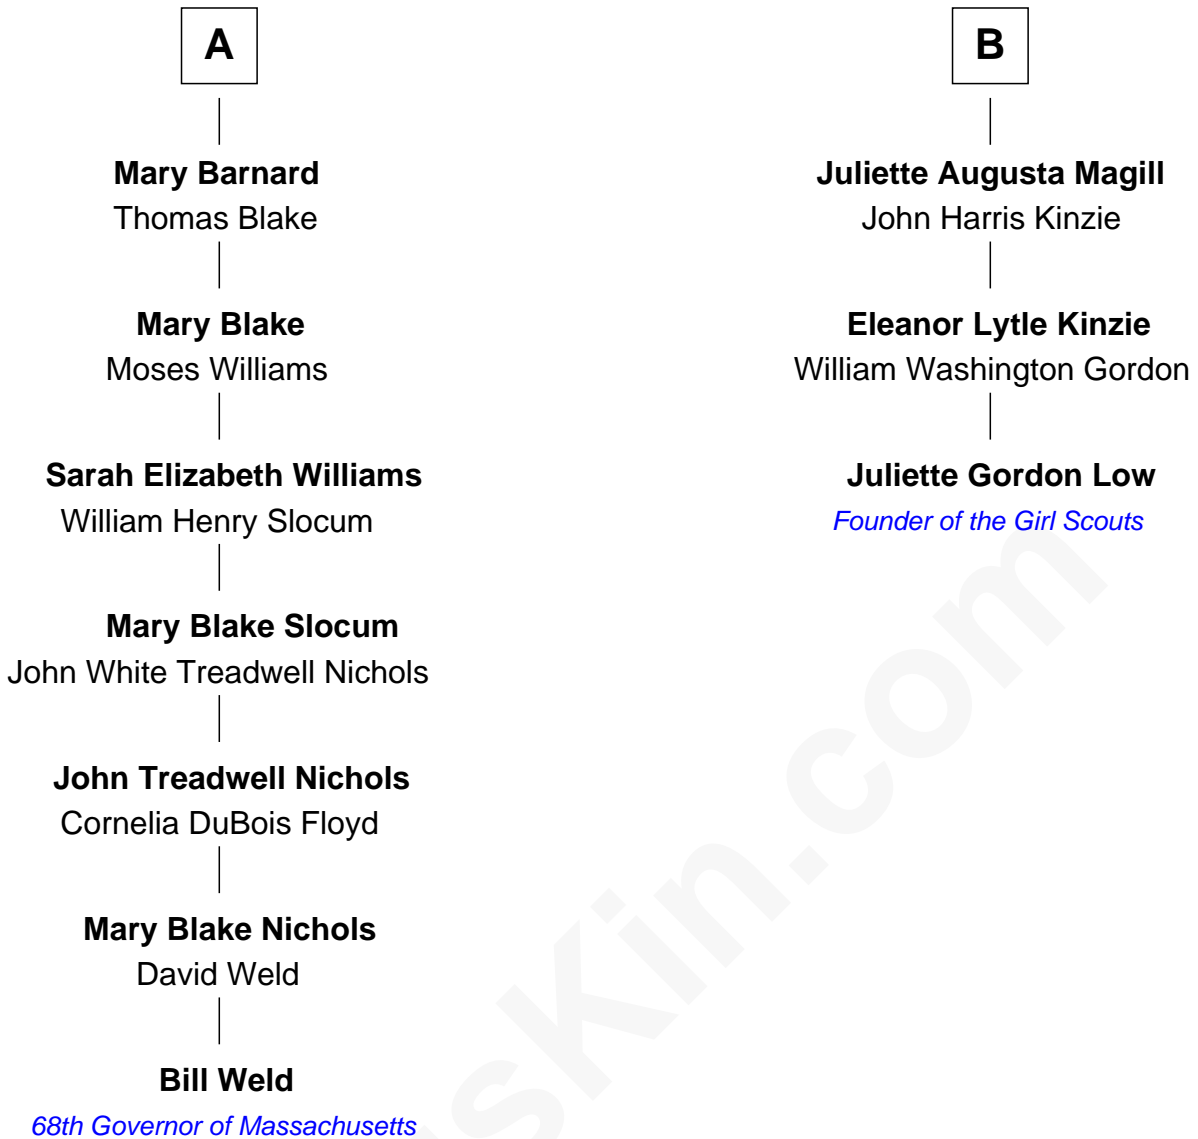 A
Mary Barnard
Thomas Blake
Mary Blake
Moses Williams
Sarah Elizabeth Williams
William Henry Slocum
Mary Blake Slocum
John White Treadwell Nichols
John Treadwell Nichols
Cornelia DuBois Floyd
Mary Blake Nichols
David Weld
Bill Weld
68th Governor of Massachusetts
B
Juliette Augusta Magill
John Harris Kinzie
Eleanor Lytle Kinzie
William Washington Gordon
Juliette Gordon Low
Founder of the Girl Scouts
usKin.com